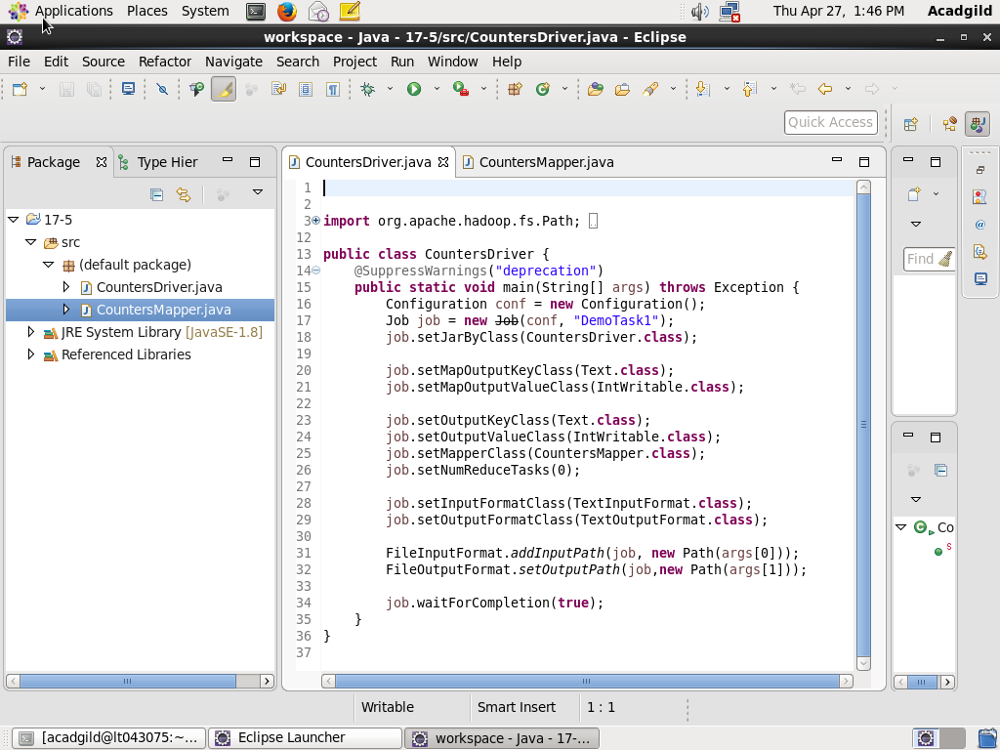 Applications Places System Thu Apr 27, 1:46 PM Acadgild
workspace - Java - 17-5/src/CountersDriver.java - Eclipse
File Edit Source Refactor Navigate Search Project Run Window Help
Quick Access
Package Type Hier
17-5
src
(default package)
CountersDriver.java
CountersMapper.java
JRE System Library [JavaSE-1.8]
Referenced Libraries
CountersDriver.java CountersMapper.java
1
2
3 import org.apache.hadoop.fs.Path;
12
13 public class CountersDriver {
14 @SuppressWarnings("deprecation")
15 public static void main(String[] args) throws Exception {
16 Configuration conf = new Configuration();
17 Job job = new Job(conf, "DemoTask1");
18 job.setJarByClass(CountersDriver.class);
19
20 job.setMapOutputKeyClass(Text.class);
21 job.setMapOutputValueClass(IntWritable.class);
22
23 job.setOutputKeyClass(Text.class);
24 job.setOutputValueClass(IntWritable.class);
25 job.setMapperClass(CountersMapper.class);
26 job.setNumReduceTasks(0);
27
28 job.setInputFormatClass(TextInputFormat.class);
29 job.setOutputFormatClass(TextOutputFormat.class);
30
31 FileInputFormat.addInputPath(job, new Path(args[0]));
32 FileOutputFormat.setOutputPath(job,new Path(args[1]));
33
34 job.waitForCompletion(true);
35 }
36 }
37
Find
Co
S
Writable Smart Insert 1 : 1
[acadgild@lt043075:~... Eclipse Launcher workspace - Java - 17-...